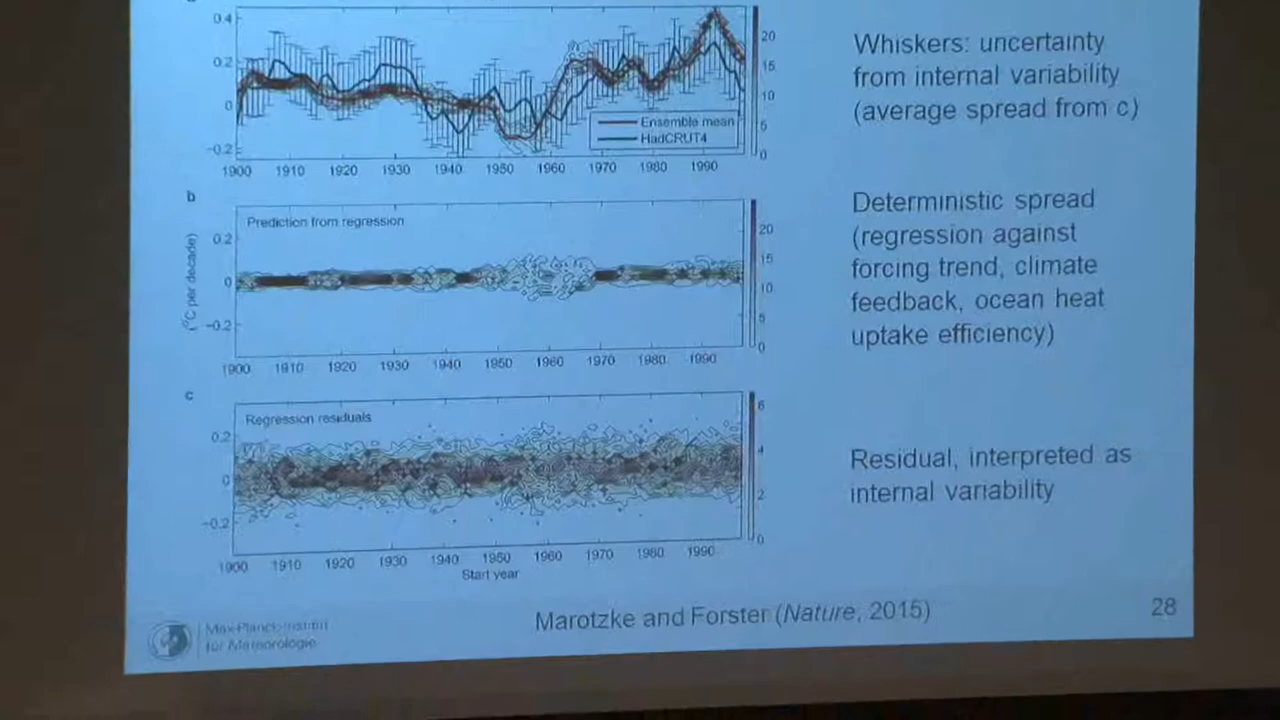 0.4
0.2
0
-0.2
20
15
10
5
0
Ensemble mean
HadCRUT4
1900 1910 1920 1930 1940 1950 1960 1970 1980 1990
Whiskers: uncertainty
from internal variability
(average spread from c)
b
Prediction from regression
(°C per decade)
0.2
0
-0.2
20
15
10
5
0
1900 1910 1920 1930 1940 1950 1960 1970 1980 1990
Deterministic spread
(regression against
forcing trend, climate
feedback, ocean heat
uptake efficiency)
c
Regression residuals
0.2
0
-0.2
6
4
2
0
1900 1910 1920 1930 1940 1950 1960 1970 1980 1990
Start year
Residual, interpreted as
internal variability
Max-Planck-Institut
für Meteorologie
Marotzke and Forster (Nature, 2015)
28